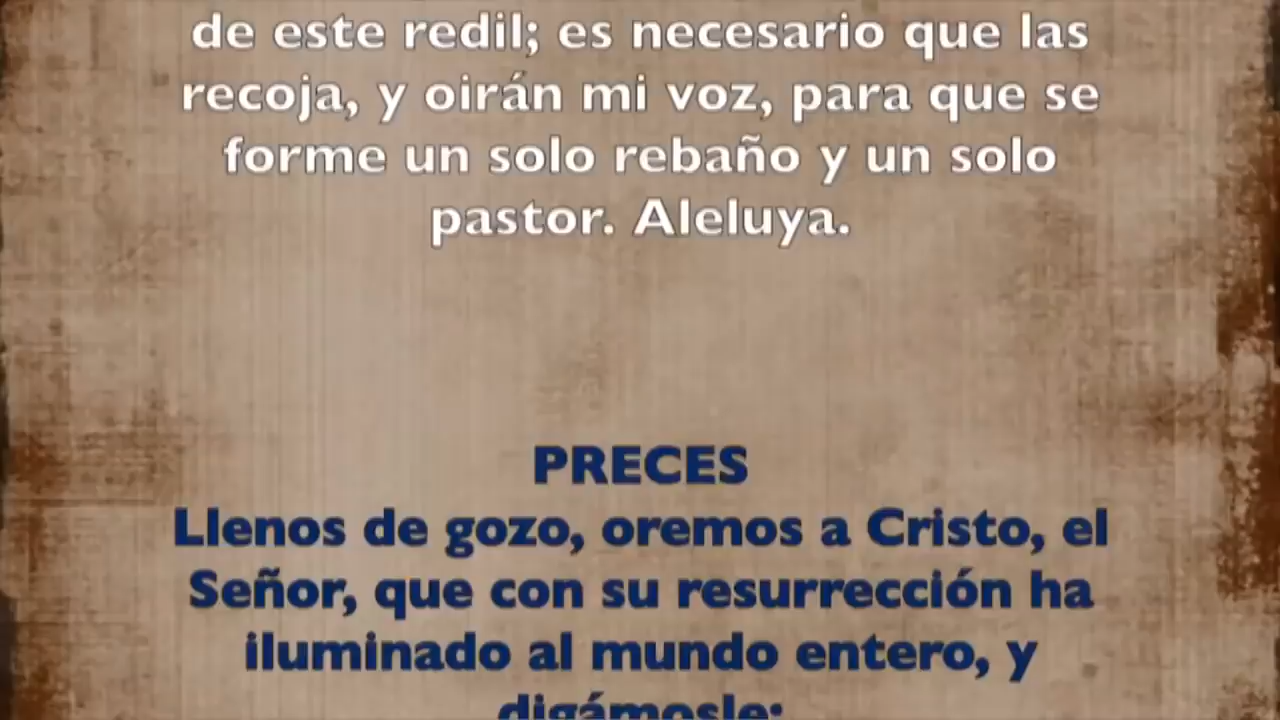 de este redil; es necesario que las
recoja, y oirán mi voz, para que se
forme un solo rebaño y un solo
pastor. Aleluya.
PRECES
Llenos de gozo, oremos a Cristo, el
Señor, que con su resurrección ha
iluminado al mundo entero, y
digámosle: